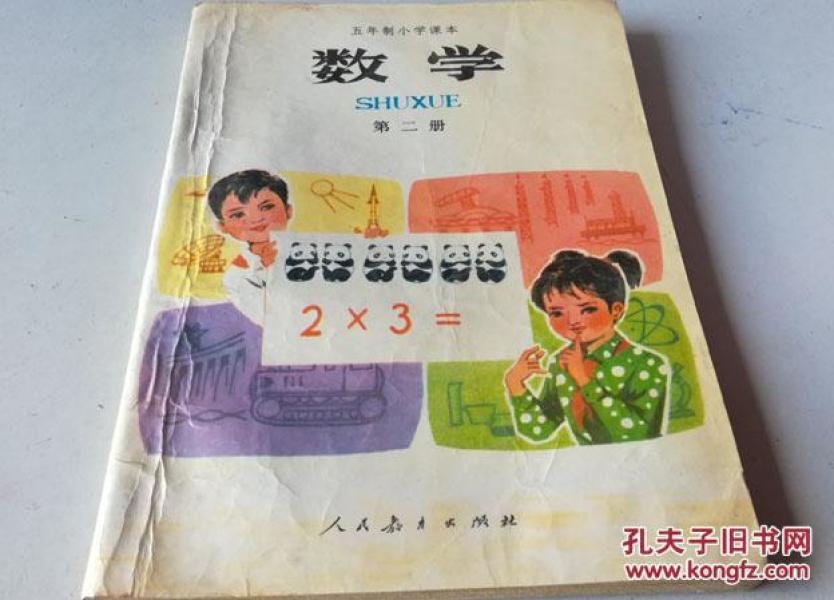 五年制小学课本
数学
SHUXUE
第二册
2 × 3 =
人民教育出版社
孔夫子旧书网
www.kongfz.com